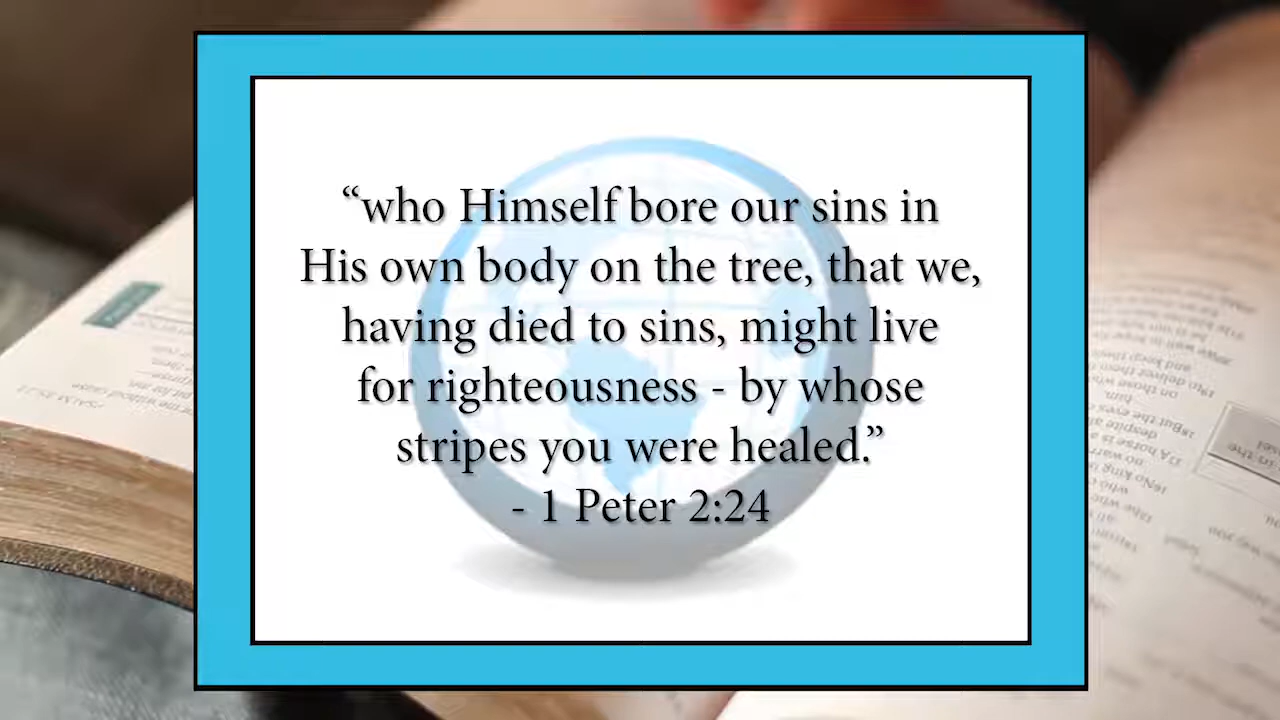 “who Himself bore our sins in
His own body on the tree, that we,
having died to sins, might live
for righteousness - by whose
stripes you were healed.”
- 1 Peter 2:24